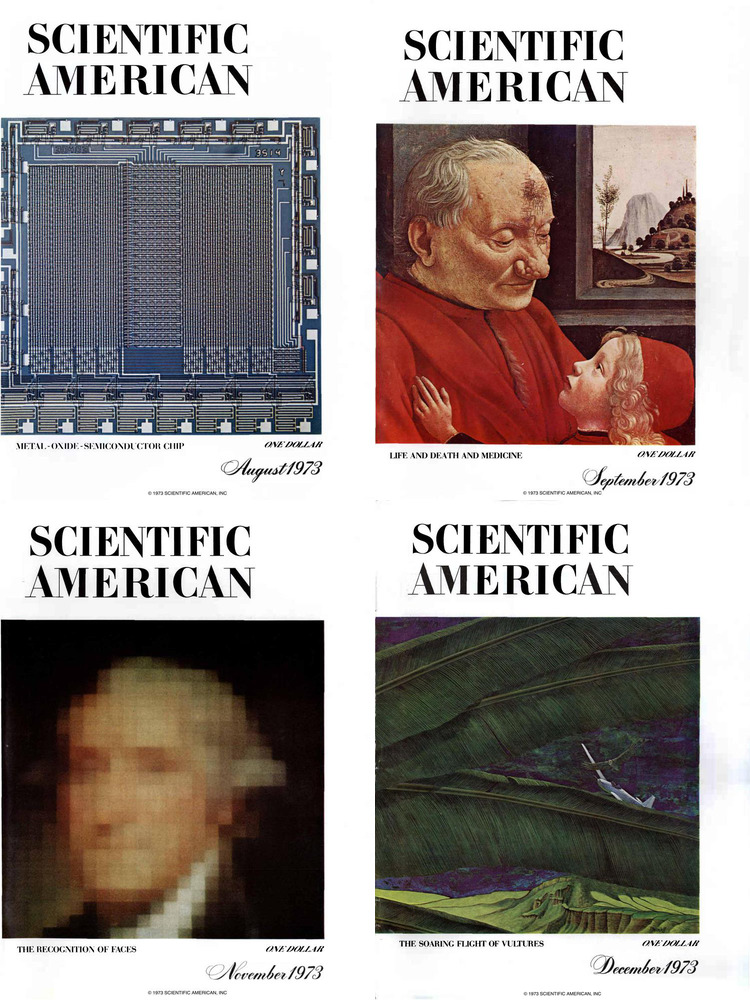 SCIENTIFIC
AMERICAN
3514
METAL-OXIDE-SEMICONDUCTOR CHIP
ONE DOLLAR
August 1973
© 1973 SCIENTIFIC AMERICAN, INC
SCIENTIFIC
AMERICAN
LIFE AND DEATH AND MEDICINE
ONE DOLLAR
September 1973
© 1973 SCIENTIFIC AMERICAN, INC
SCIENTIFIC
AMERICAN
THE RECOGNITION OF FACES
ONE DOLLAR
November 1973
© 1973 SCIENTIFIC AMERICAN, INC
SCIENTIFIC
AMERICAN
THE SOARING FLIGHT OF VULTURES
ONE DOLLAR
December 1973
© 1973 SCIENTIFIC AMERICAN, INC